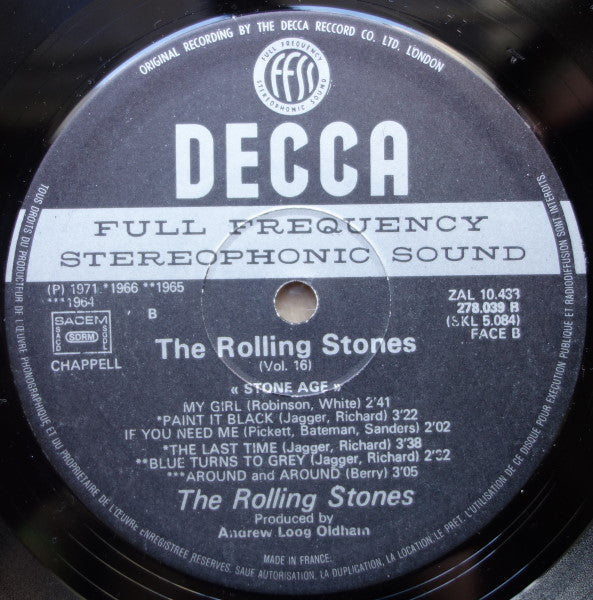 ORIGINAL RECORDING BY THE DECCA RECCORD CO. LTD. LONDON
FULL FREQUENCY
FFSS
STEREOPHONIC SOUND
DECCA
FULL FREQUENCY
STEREOPHONIC SOUND
(P) 1971 *1966 **1965
***1964
B
SACEM
SACD SDRM SGDL
CHAPPELL
ZAL 10.433
278.039 B
(SKL 5.084)
FACE B
The Rolling Stones
(Vol. 16)
« STONE AGE »
MY GIRL (Robinson, White) 2'41
*PAINT IT BLACK (Jagger, Richard) 3'22
IF YOU NEED ME (Pickett, Bateman, Sanders) 2'02
*THE LAST TIME (Jagger, Richard) 3'38
**BLUE TURNS TO GREY (Jagger, Richard) 2'32
***AROUND and AROUND (Berry) 3'05
The Rolling Stones
Produced by
Andrew Loog Oldham
MADE IN FRANCE.
TOUS DROITS DU PRODUCTEUR DE L'ŒUVRE PHONOGRAPHIQUE ET DU PROPRIETAIRE DE L'ŒUVRE ENREGISTREE RESERVES. SAUF AUTORISATION, LA DUPLICATION, LA LOCATION, LE PRET, L'UTILISATION DE CE DISQUE POUR EXECUTION PUBLIQUE ET RADIODIFFUSION SONT INTERDITS.